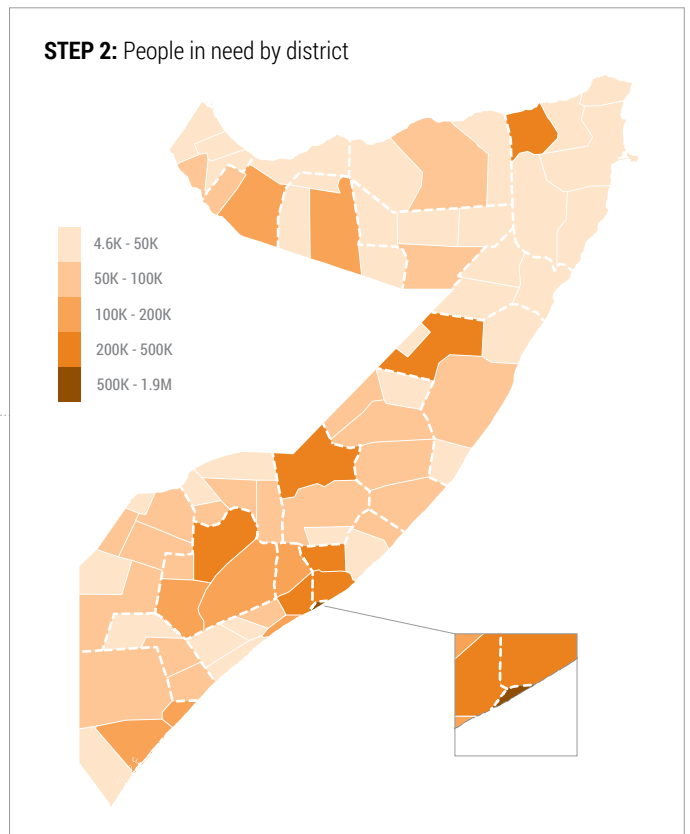 STEP 2: People in need by district
4.6K - 50K
50K - 100K
100K - 200K
200K - 500K
500K - 1.9M